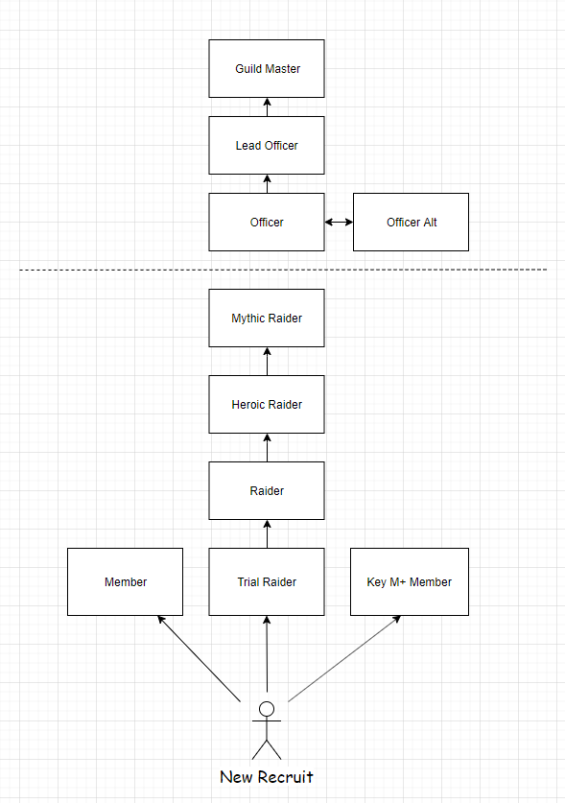 Guild Master
Lead Officer
Officer
Officer Alt
Mythic Raider
Heroic Raider
Raider
Member
Trial Raider
Key M+ Member
New Recruit